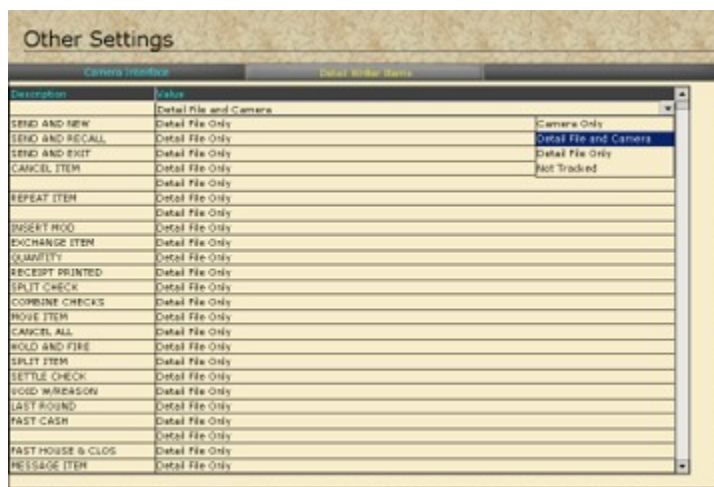 Other Settings
Camera Interface Detail Writer Items
Description Value
Detail File and Camera
SEND AND NEW Detail File Only Camera Only
SEND AND RECALL Detail File Only Detail File and Camera
SEND AND EXIT Detail File Only Detail File Only
CANCEL ITEM Detail File Only Not Tracked
Detail File Only
REPEAT ITEM Detail File Only
Detail File Only
INSERT MOD Detail File Only
EXCHANGE ITEM Detail File Only
QUANTITY Detail File Only
RECEIPT PRINTED Detail File Only
SPLIT CHECK Detail File Only
COMBINE CHECKS Detail File Only
MOVE ITEM Detail File Only
CANCEL ALL Detail File Only
HOLD AND FIRE Detail File Only
SPLIT ITEM Detail File Only
SETTLE CHECK Detail File Only
VOID W/REASON Detail File Only
LAST ROUND Detail File Only
FAST CASH Detail File Only
Detail File Only
FAST HOUSE & CLOS Detail File Only
MESSAGE ITEM Detail File Only